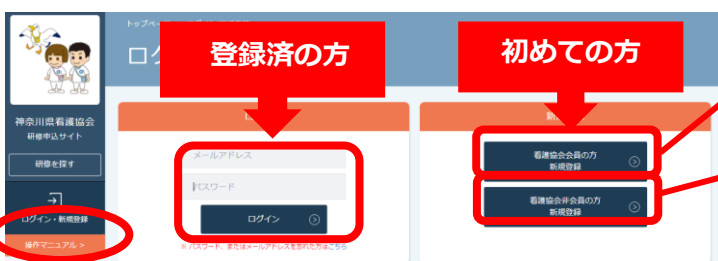 トップページ
登録済の方
初めての方
神奈川県看護協会
研修申込サイト
研修を探す
ログイン・新規登録
操作マニュアル >
メールアドレス
パスワード
ログイン
※ パスワード、またはメールアドレスを忘れた方はこちら
看護協会会員の方
新規登録
看護協会非会員の方
新規登録